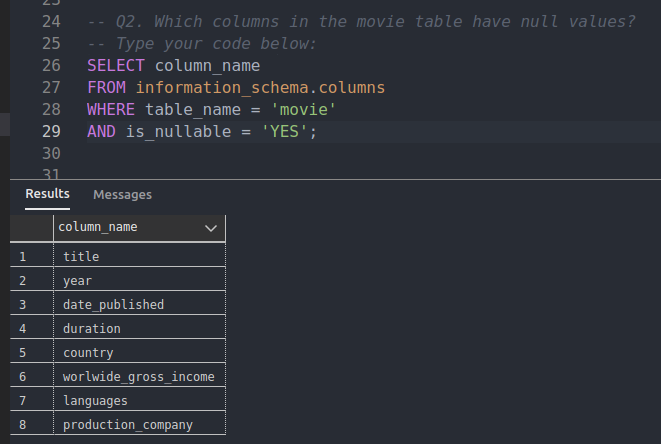 23
24 -- Q2. Which columns in the movie table have null values?
25 -- Type your code below:
26 SELECT column_name
27 FROM information_schema.columns
28 WHERE table_name = 'movie'
29 AND is_nullable = 'YES';
30
31
Results Messages
column_name
1 title
2 year
3 date_published
4 duration
5 country
6 worlwide_gross_income
7 languages
8 production_company